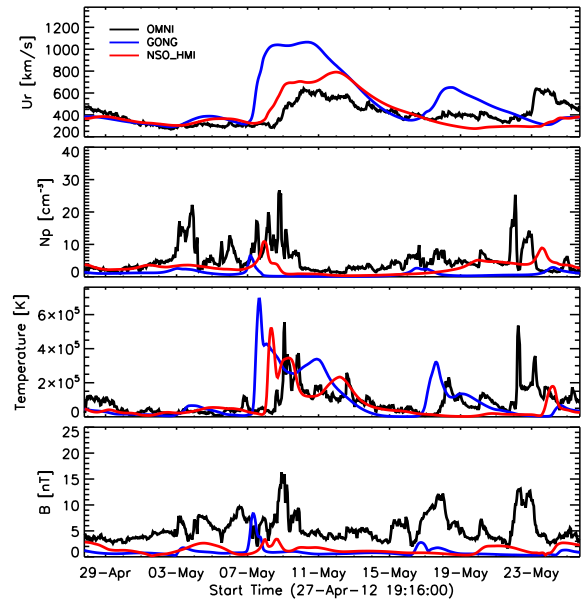 1200
1000
800
600
400
200
Ur [km/s]
OMNI
GONG
NSO_HMI
40
30
20
10
0
Np [cm⁻³]
6×10⁵
4×10⁵
2×10⁵
0
Temperature [K]
25
20
15
10
5
0
B [nT]
29-Apr 03-May 07-May 11-May 15-May 19-May 23-May
Start Time (27-Apr-12 19:16:00)